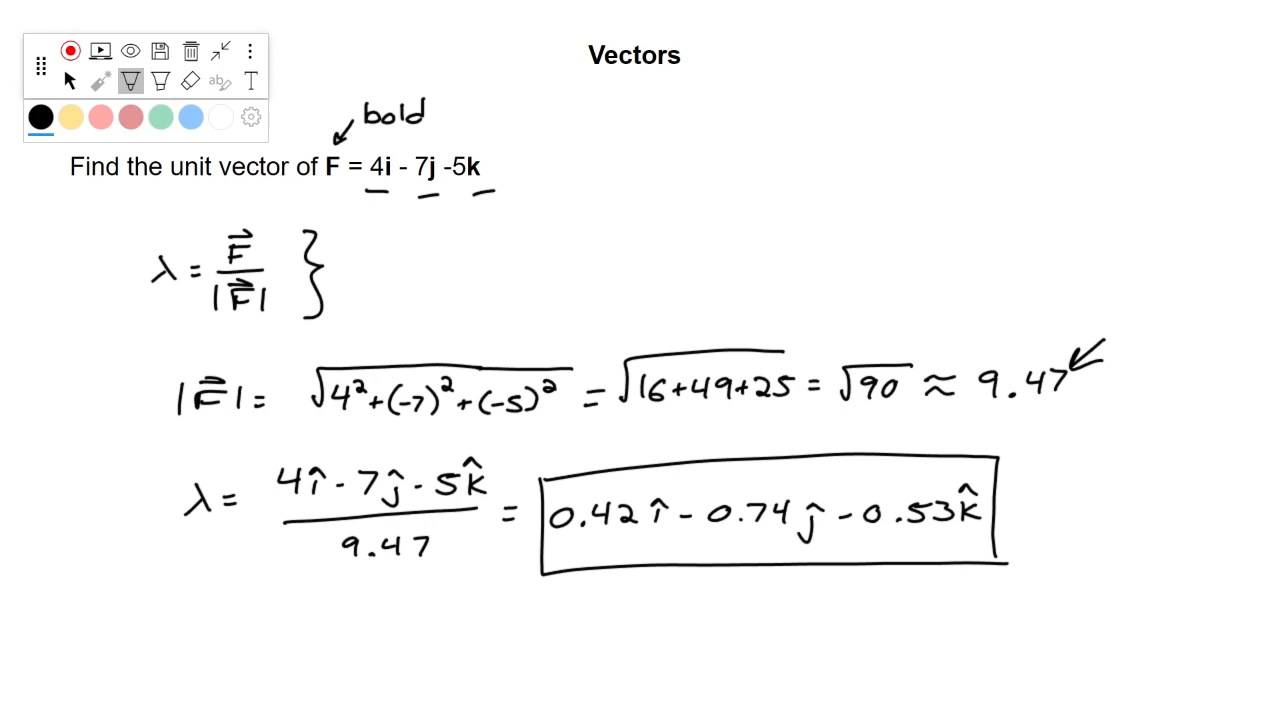 Vectors
T
ab
bold
Find the unit vector of F = 4i - 7j -5k
λ = F⃗ / |F⃗| }
|F⃗| = √(4² + (-7)² + (-5)²) = √(16+49+25) = √90 ≈ 9.47
λ = (4î - 7ĵ - 5k̂) / 9.47 = 0.42î - 0.74ĵ - 0.53k̂